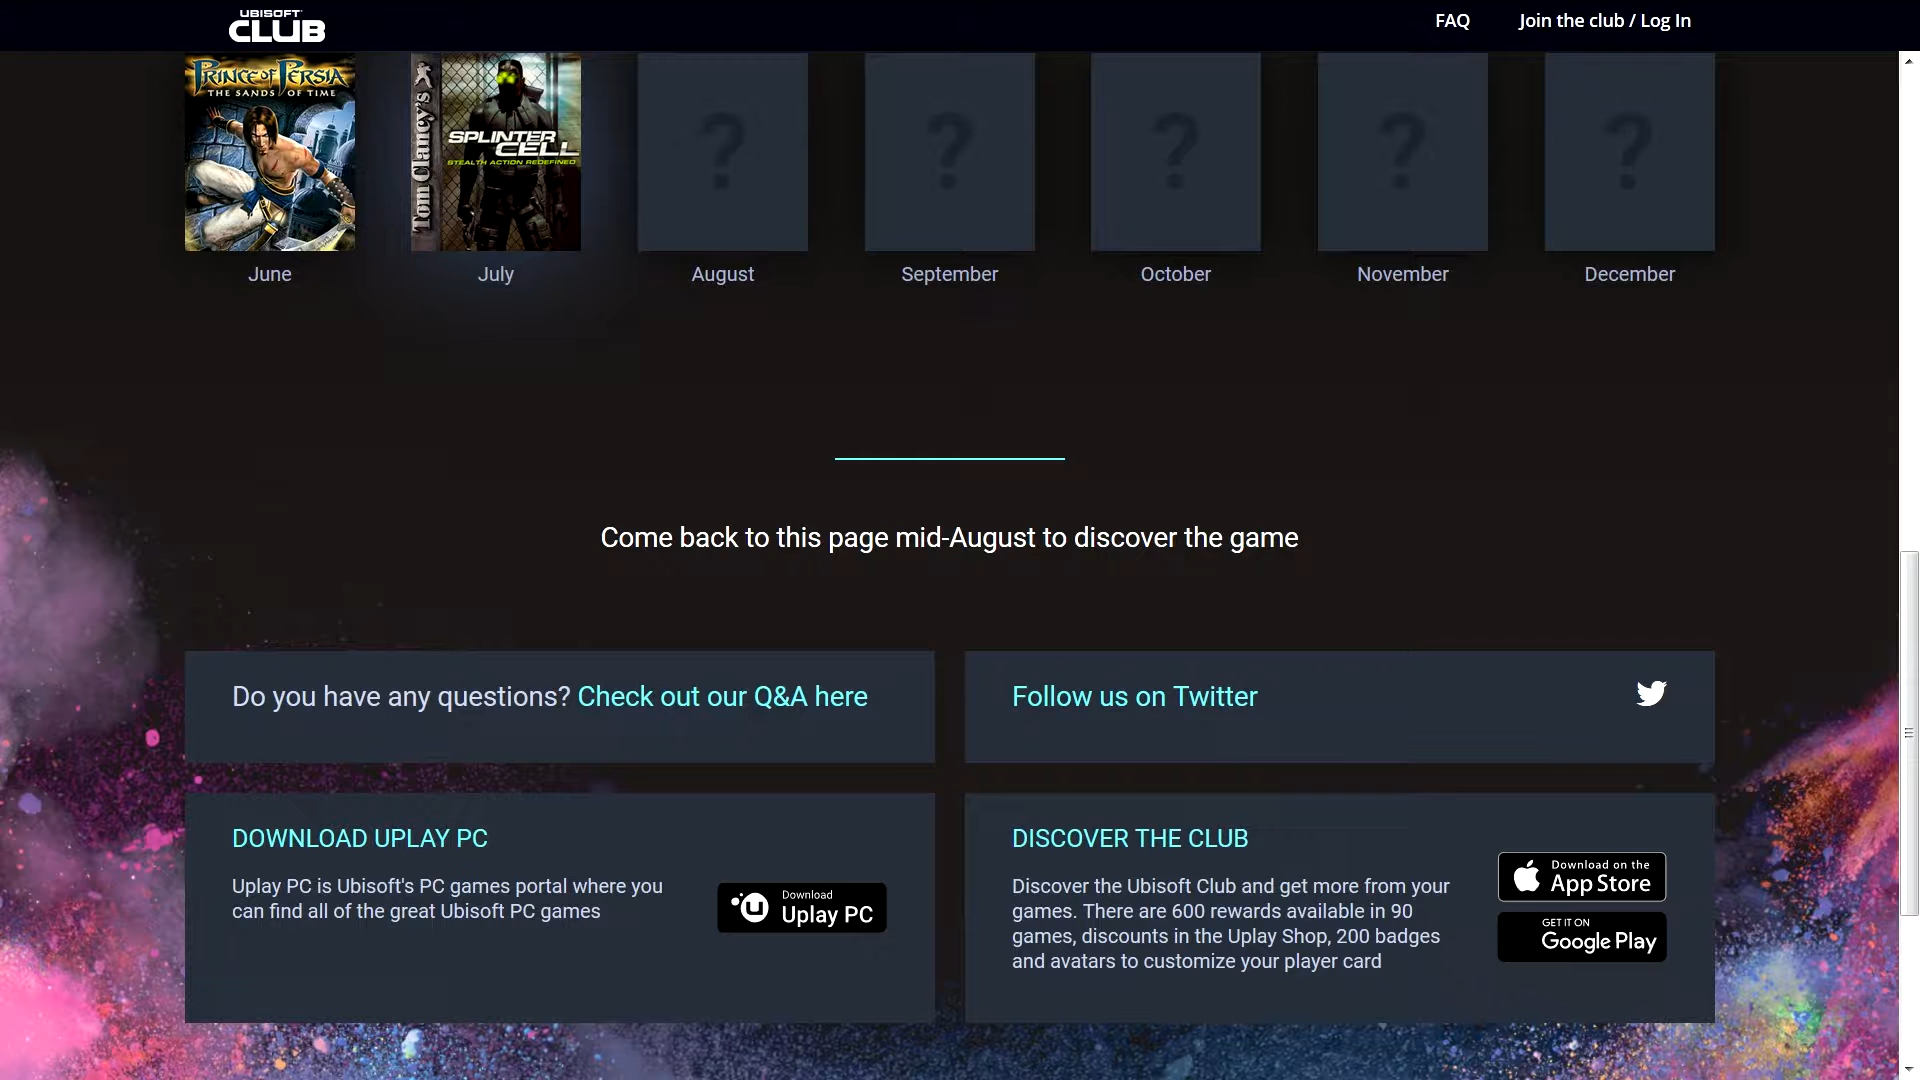 UBISOFT
CLUB
FAQ
Join the club / Log In
PRINCE OF PERSIA
THE SANDS OF TIME
Tom Clancy's
SPLINTER
CELL
STEALTH ACTION REDEFINED
?
?
?
?
?
June
July
August
September
October
November
December
Come back to this page mid-August to discover the game
Do you have any questions? Check out our Q&A here
Follow us on Twitter
DOWNLOAD UPLAY PC
Uplay PC is Ubisoft's PC games portal where you
can find all of the great Ubisoft PC games
Download
Uplay PC
DISCOVER THE CLUB
Discover the Ubisoft Club and get more from your
games. There are 600 rewards available in 90
games, discounts in the Uplay Shop, 200 badges
and avatars to customize your player card
Download on the
App Store
GET IT ON
Google Play